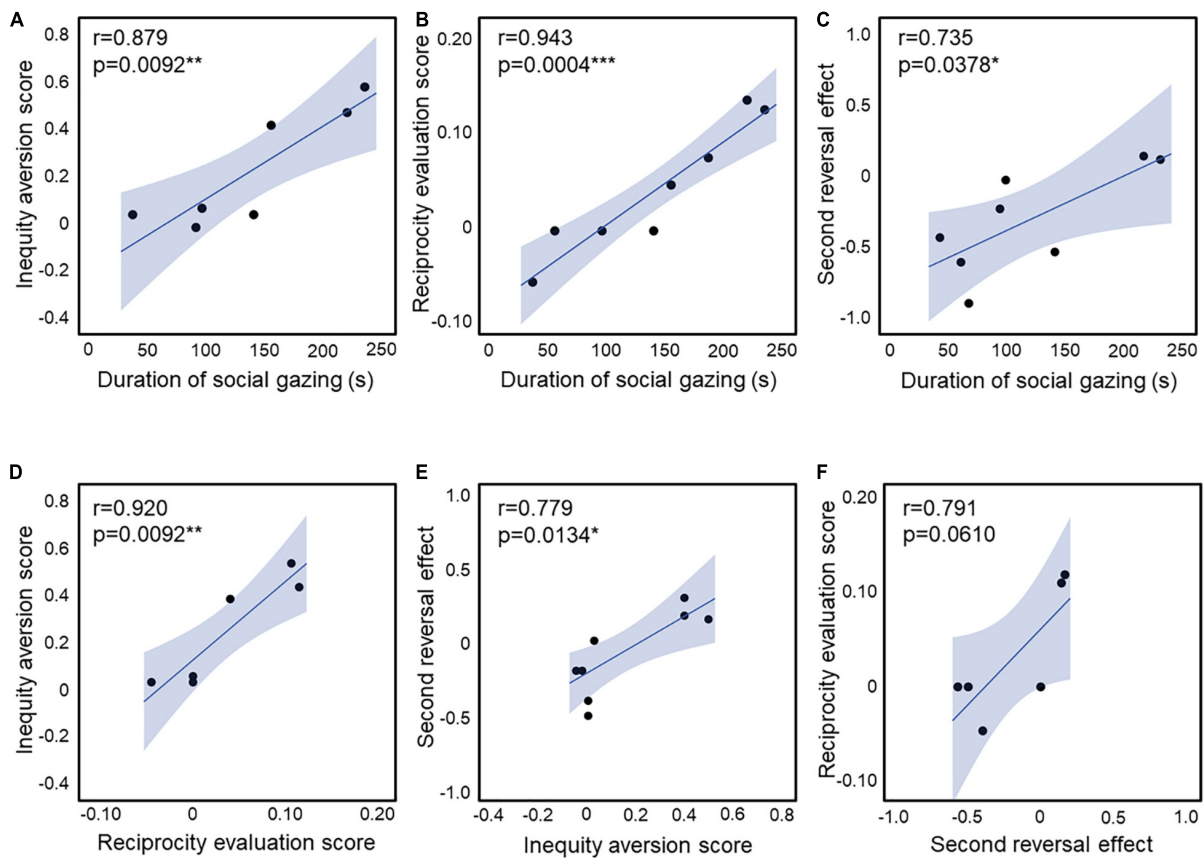 A
r=0.879
p=0.0092**
Inequity aversion score
0.8
0.6
0.4
0.2
0
-0.2
-0.4
0 50 100 150 200 250
Duration of social gazing (s)
B
r=0.943
p=0.0004***
Reciprocity evaluation score
0.20
0.10
0
-0.10
0 50 100 150 200 250
Duration of social gazing (s)
C
r=0.735
p=0.0378*
Second reversal effect
1.0
0.5
0
-0.5
-1.0
0 50 100 150 200 250
Duration of social gazing (s)
D
r=0.920
p=0.0092**
Inequity aversion score
0.8
0.6
0.4
0.2
0
-0.2
-0.4
-0.10 0 0.10 0.20
Reciprocity evaluation score
E
r=0.779
p=0.0134*
Second reversal effect
1.0
0.5
0
-0.5
-1.0
-0.4 -0.2 0 0.2 0.4 0.6 0.8
Inequity aversion score
F
r=0.791
p=0.0610
Reciprocity evaluation score
0.20
0.10
0
-0.10
-1.0 -0.5 0 0.5 1.0
Second reversal effect